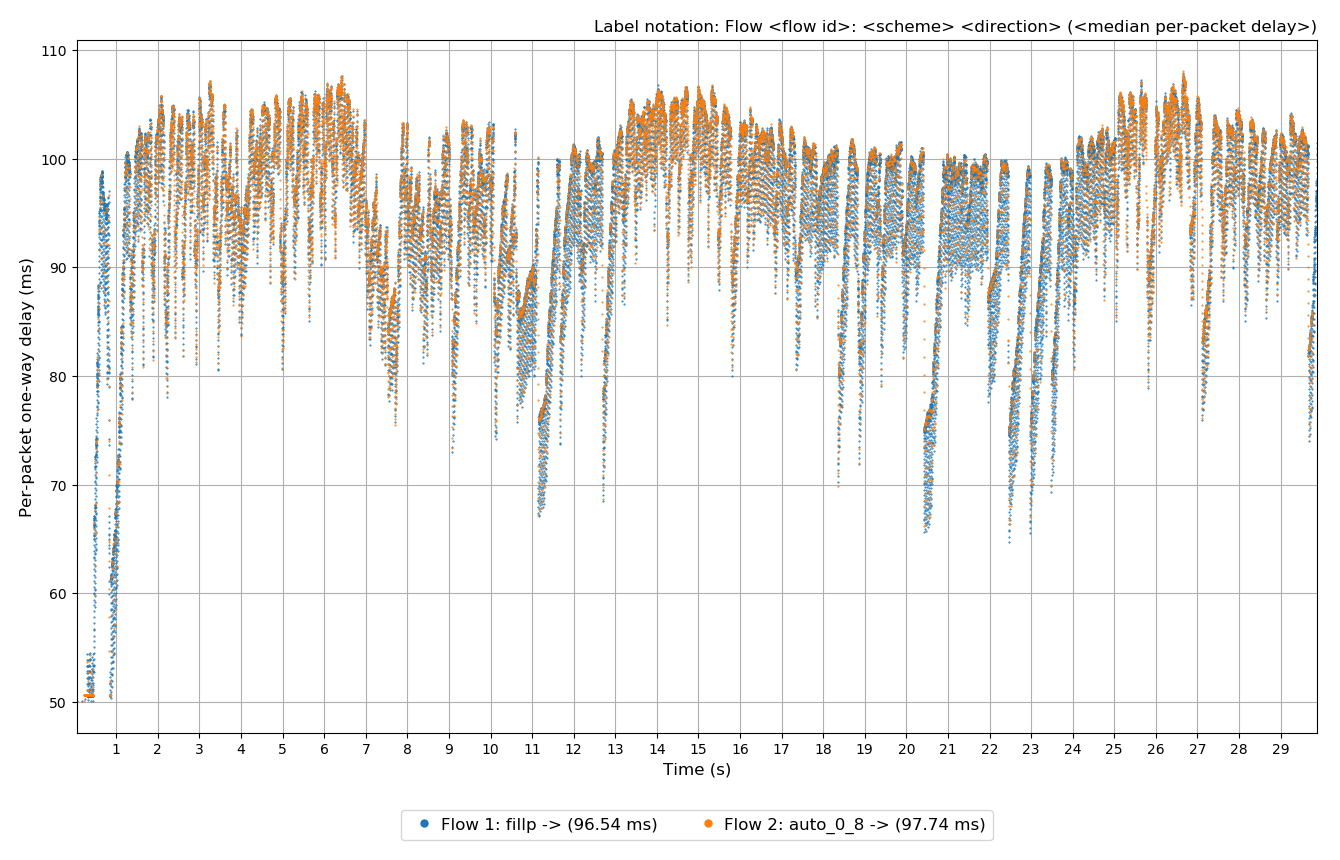 Label notation: Flow <flow id>: <scheme> <direction> (<median per-packet delay>)
110
100
90
80
70
60
50
Per-packet one-way delay (ms)
1 2 3 4 5 6 7 8 9 10 11 12 13 14 15 16 17 18 19 20 21 22 23 24 25 26 27 28 29
Time (s)
Flow 1: fillp -> (96.54 ms) Flow 2: auto_0_8 -> (97.74 ms)